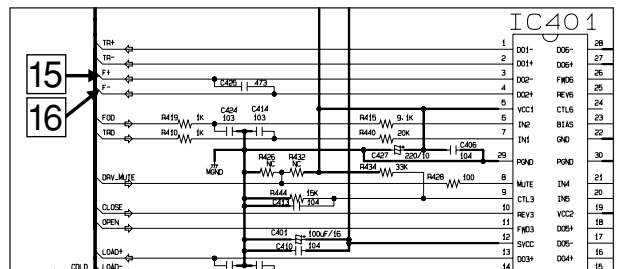 IC401
TR+ 1 DO1- DO6- 28
TR- 2 DO1+ DO6+ 27
15 F+ C425 473 3 DO2- FWD6 26
16 F- 4 DO2+ REV6 25
5 VCC1 CTL6 24
FOD R419 1K C424 103 C414 103 R415 9.1K 6 IN2 BIAS 23
TRD R410 1K R440 20K 7 IN1 GND 22
MGND C427 220/10 C406 104 29 PGND PGND 30
R426 NC R432 NC R434 33K
DRV_MUTE R428 100 8 MUTE IN4 21
R444 15K 9 CTL3 IN5 20
CLOSE C413 104 10 REV3 VCC2 19
OPEN 11 FWD3 DO5+ 18
C401 100uF/16 12 SVCC DO5- 17
LOAD+ C410 104 13 DO3+ DO4+ 16
COLD LOAD- 14 15